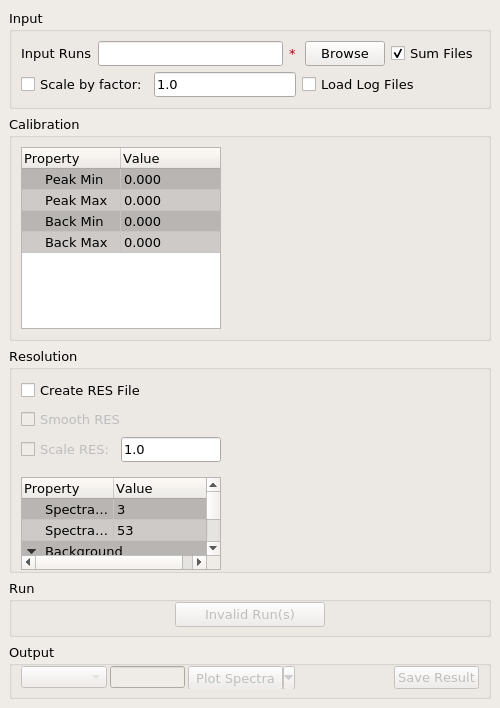 Input
Input Runs * Browse Sum Files
Scale by factor: 1.0 Load Log Files
Calibration
Property Value
Peak Min 0.000
Peak Max 0.000
Back Min 0.000
Back Max 0.000
Resolution
Create RES File
Smooth RES
Scale RES: 1.0
Property Value
Spectra... 3
Spectra... 53
Background
Run
Invalid Run(s)
Output
Plot Spectra Save Result